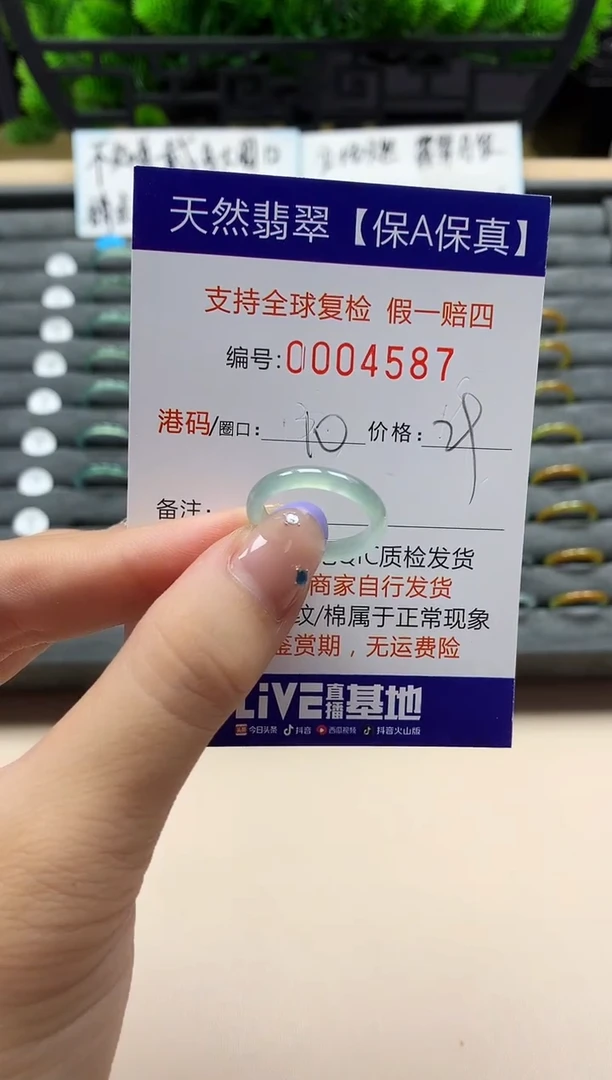 天然翡翠【保A保真】
支持全球复检 假一赔四
编号:0004587
港码/圈口: 10 价格:
备注:
QIC质检发货
商家自行发货
纹/棉属于正常现象
鉴赏期，无运费险
LiVE直播基地
今日头条 抖音 西瓜视频 抖音火山版